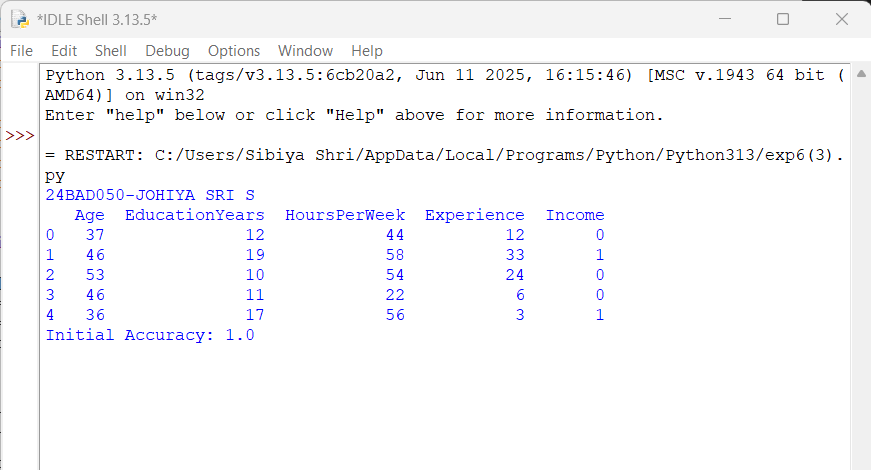 *IDLE Shell 3.13.5*
File Edit Shell Debug Options Window Help
Python 3.13.5 (tags/v3.13.5:6cb20a2, Jun 11 2025, 16:15:46) [MSC v.1943 64 bit (
AMD64)] on win32
Enter "help" below or click "Help" above for more information.
>>>
= RESTART: C:/Users/Sibiya Shri/AppData/Local/Programs/Python/Python313/exp6(3).
py
24BAD050-JOHIYA SRI S
   Age  EducationYears  HoursPerWeek  Experience  Income
0   37              12            44          12       0
1   46              19            58          33       1
2   53              10            54          24       0
3   46              11            22           6       0
4   36              17            56           3       1
Initial Accuracy: 1.0